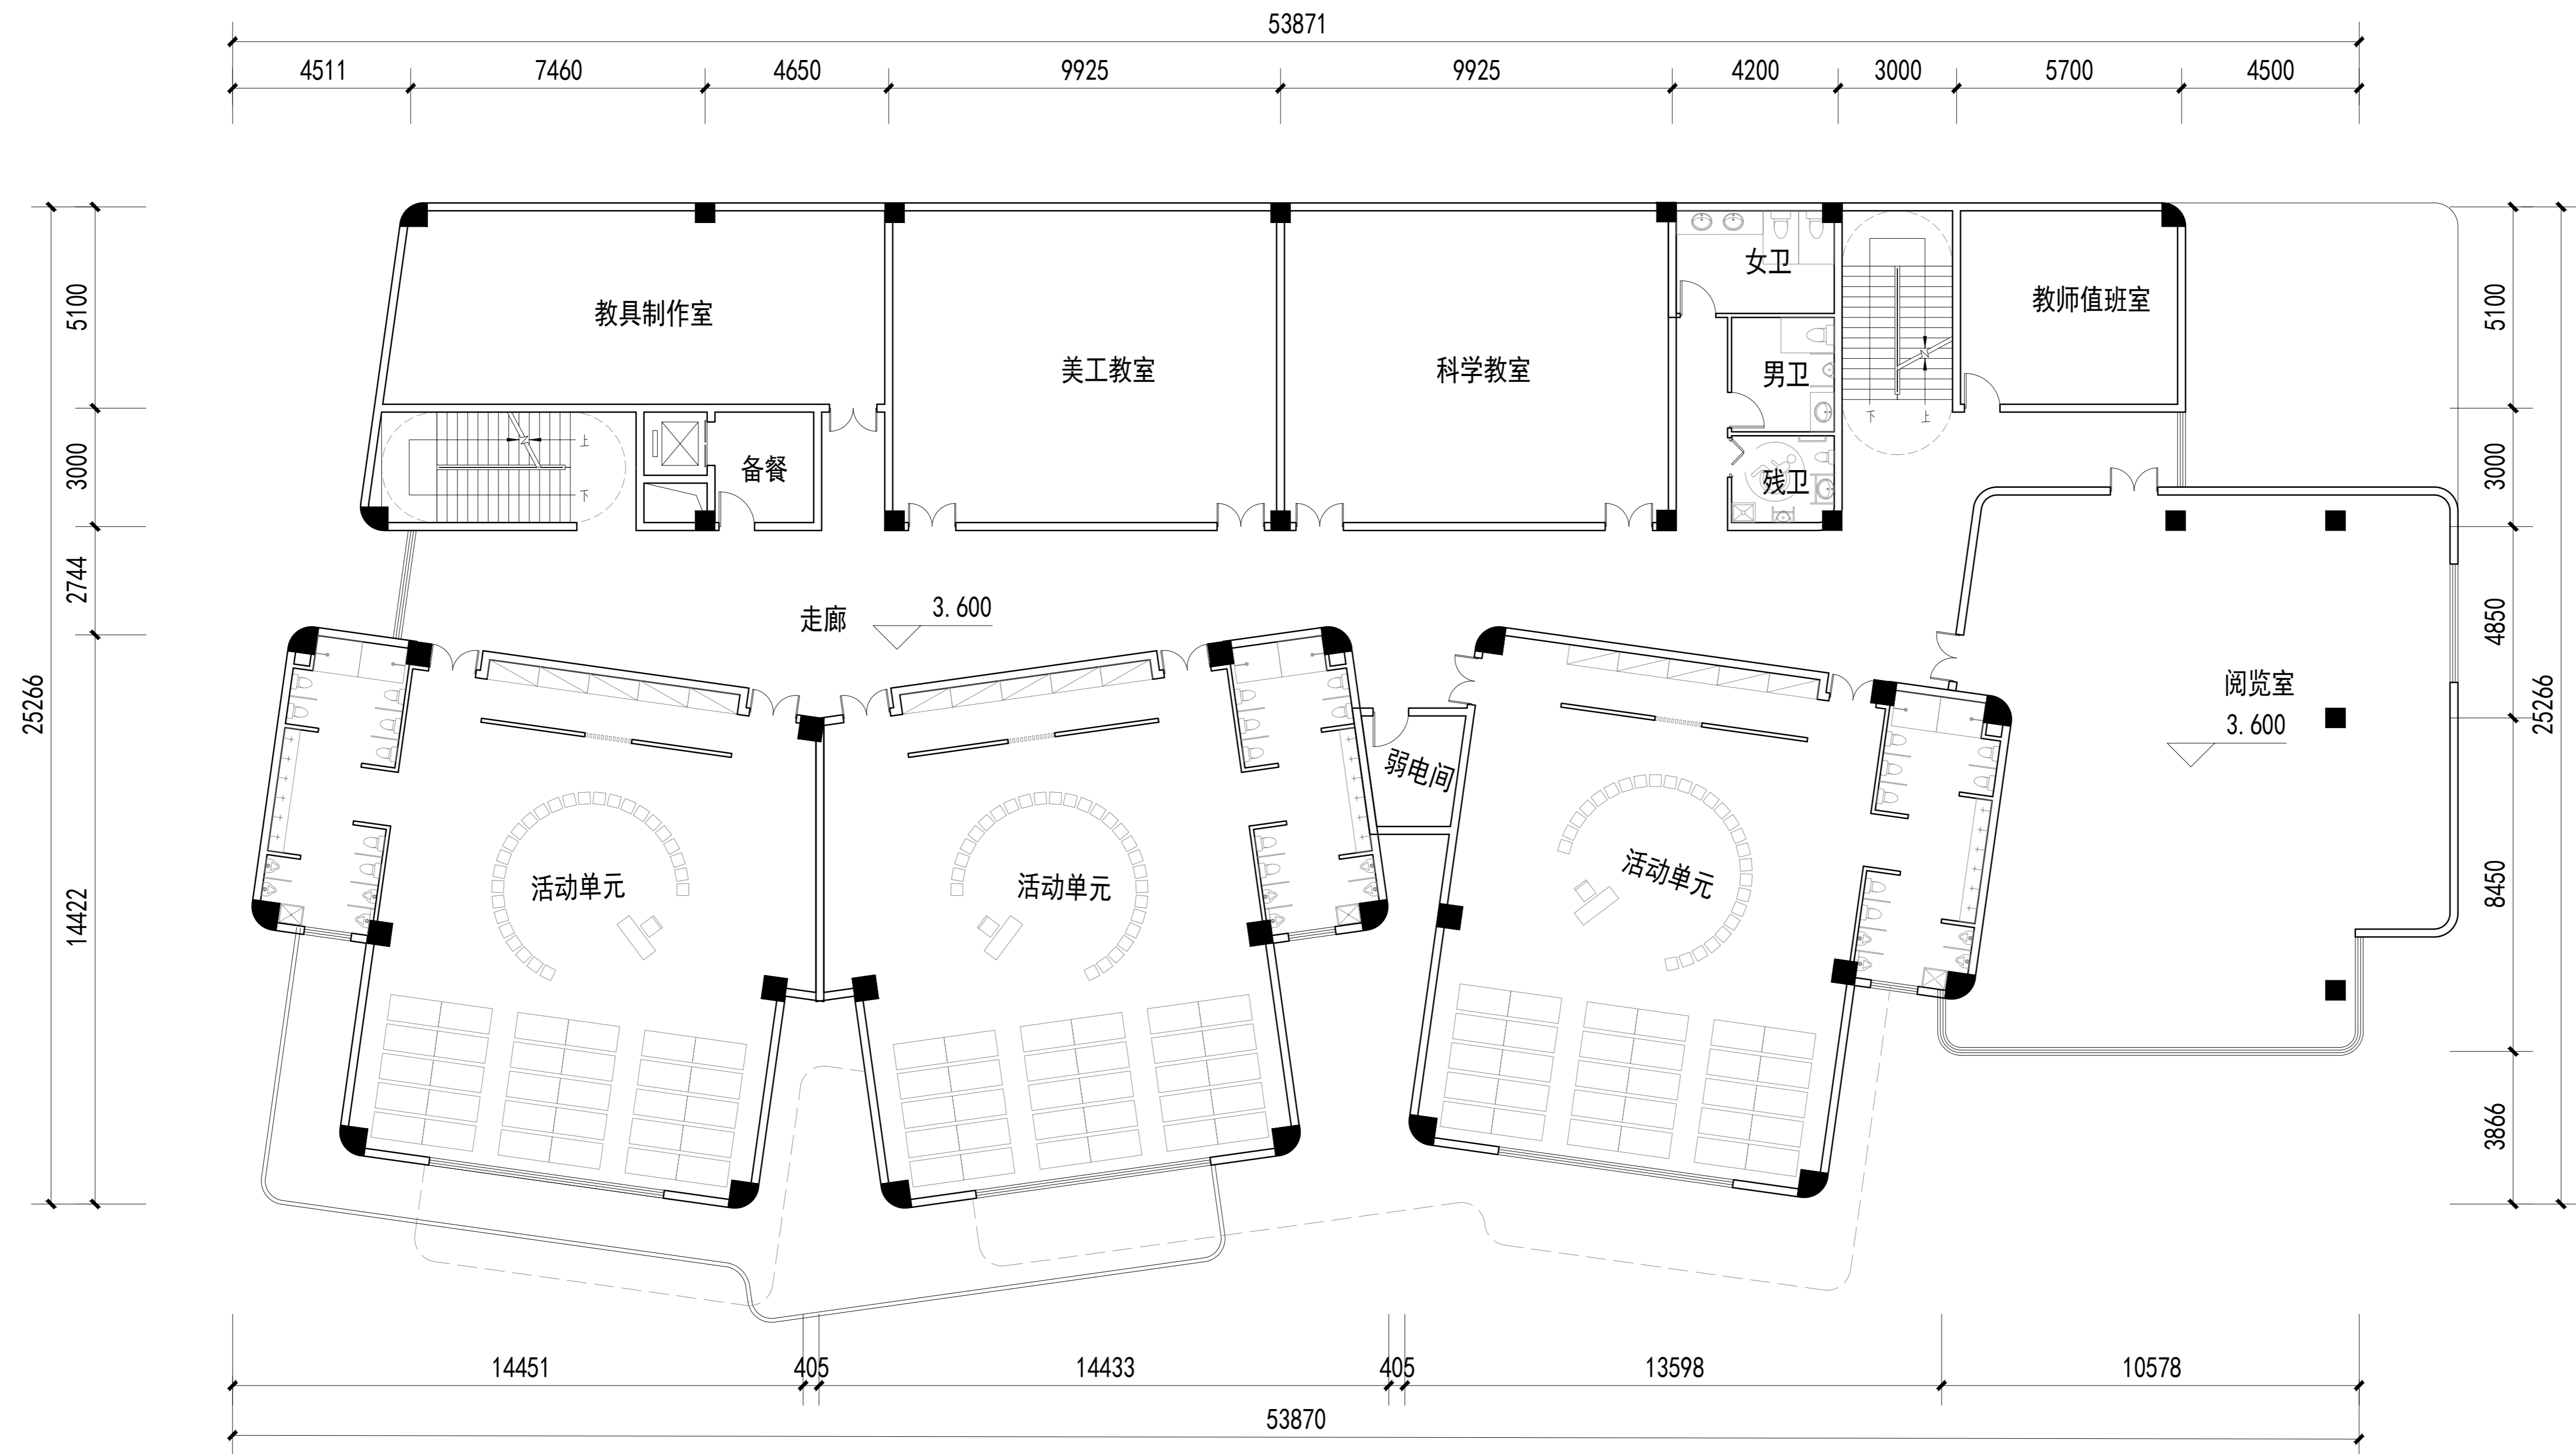 53871
4511 7460 4650 9925 9925 4200 3000 5700 4500
5100
3000
2744
14422
25266
5100
3000
4850
8450
3866
25266
教具制作室
美工教室
科学教室
女卫
男卫
残卫
教师值班室
下 上
上
下
备餐
走廊
3.600
阅览室
3.600
弱电间
活动单元
活动单元
活动单元
14451 405 14433 405 13598 10578
53870